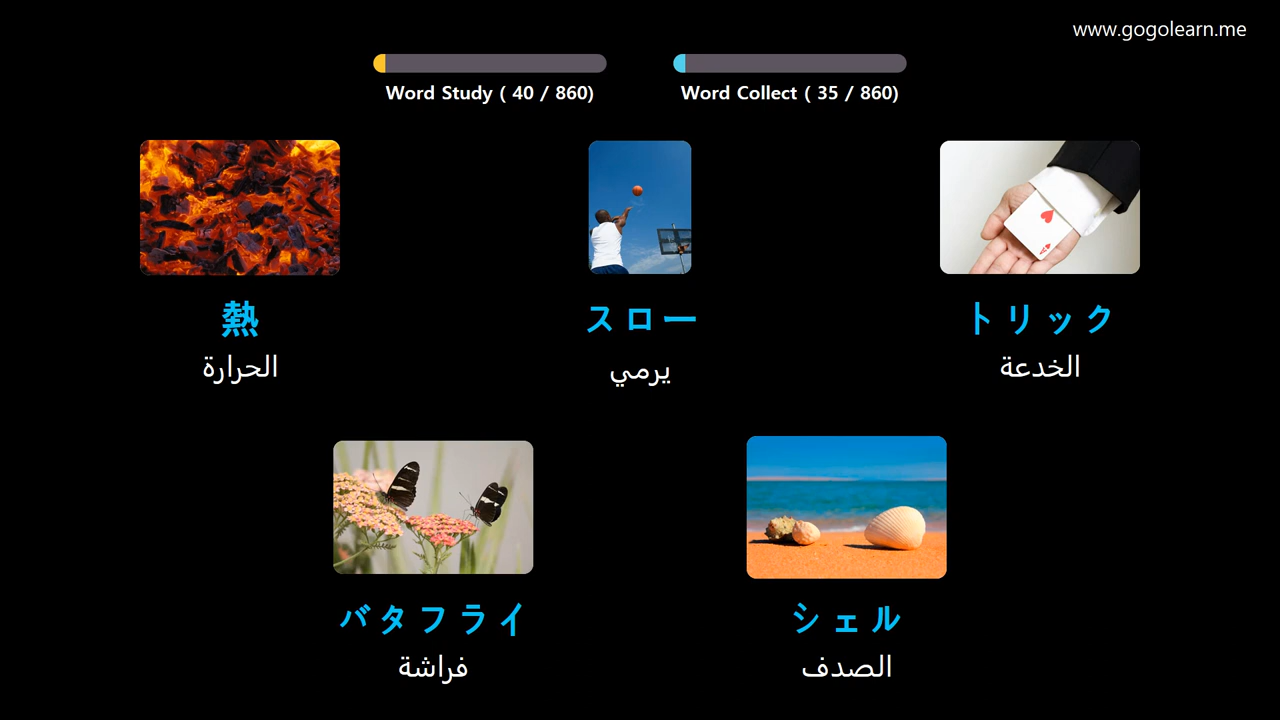 www.gogolearn.me
Word Study ( 40 / 860)
Word Collect ( 35 / 860)
熱
الحرارة
スロー
يرمي
トリック
الخدعة
バタフライ
فراشة
シェル
الصدف